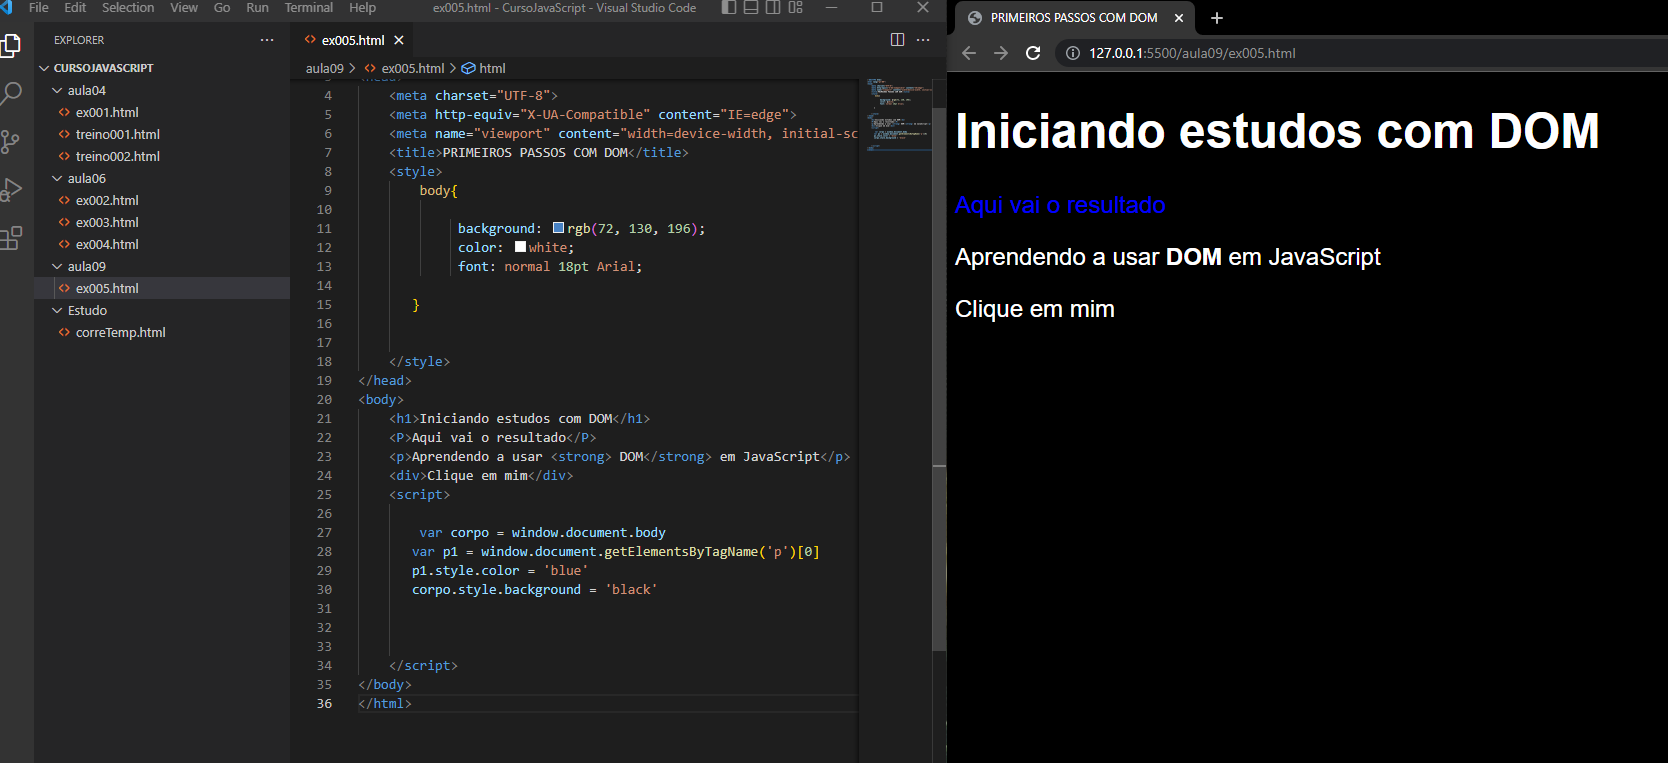 File Edit Selection View Go Run Terminal Help
ex005.html - CursoJavaScript - Visual Studio Code
EXPLORER
CURSOJAVASCRIPT
aula04
ex001.html
treino001.html
treino002.html
aula06
ex002.html
ex003.html
ex004.html
aula09
ex005.html
Estudo
correTemp.html
ex005.html
aula09 > ex005.html > html
4 <meta charset="UTF-8">
5 <meta http-equiv="X-UA-Compatible" content="IE=edge">
6 <meta name="viewport" content="width=device-width, initial-sc
7 <title>PRIMEIROS PASSOS COM DOM</title>
8 <style>
9 body{
10
11 background: rgb(72, 130, 196);
12 color: white;
13 font: normal 18pt Arial;
14
15 }
16
17
18 </style>
19 </head>
20 <body>
21 <h1>Iniciando estudos com DOM</h1>
22 <P>Aqui vai o resultado</P>
23 <p>Aprendendo a usar <strong> DOM</strong> em JavaScript</p>
24 <div>Clique em mim</div>
25 <script>
26
27 var corpo = window.document.body
28 var p1 = window.document.getElementsByTagName('p')[0]
29 p1.style.color = 'blue'
30 corpo.style.background = 'black'
31
32
33
34 </script>
35 </body>
36 </html>
PRIMEIROS PASSOS COM DOM
127.0.0.1:5500/aula09/ex005.html
Iniciando estudos com DOM
Aqui vai o resultado
Aprendendo a usar DOM em JavaScript
Clique em mim